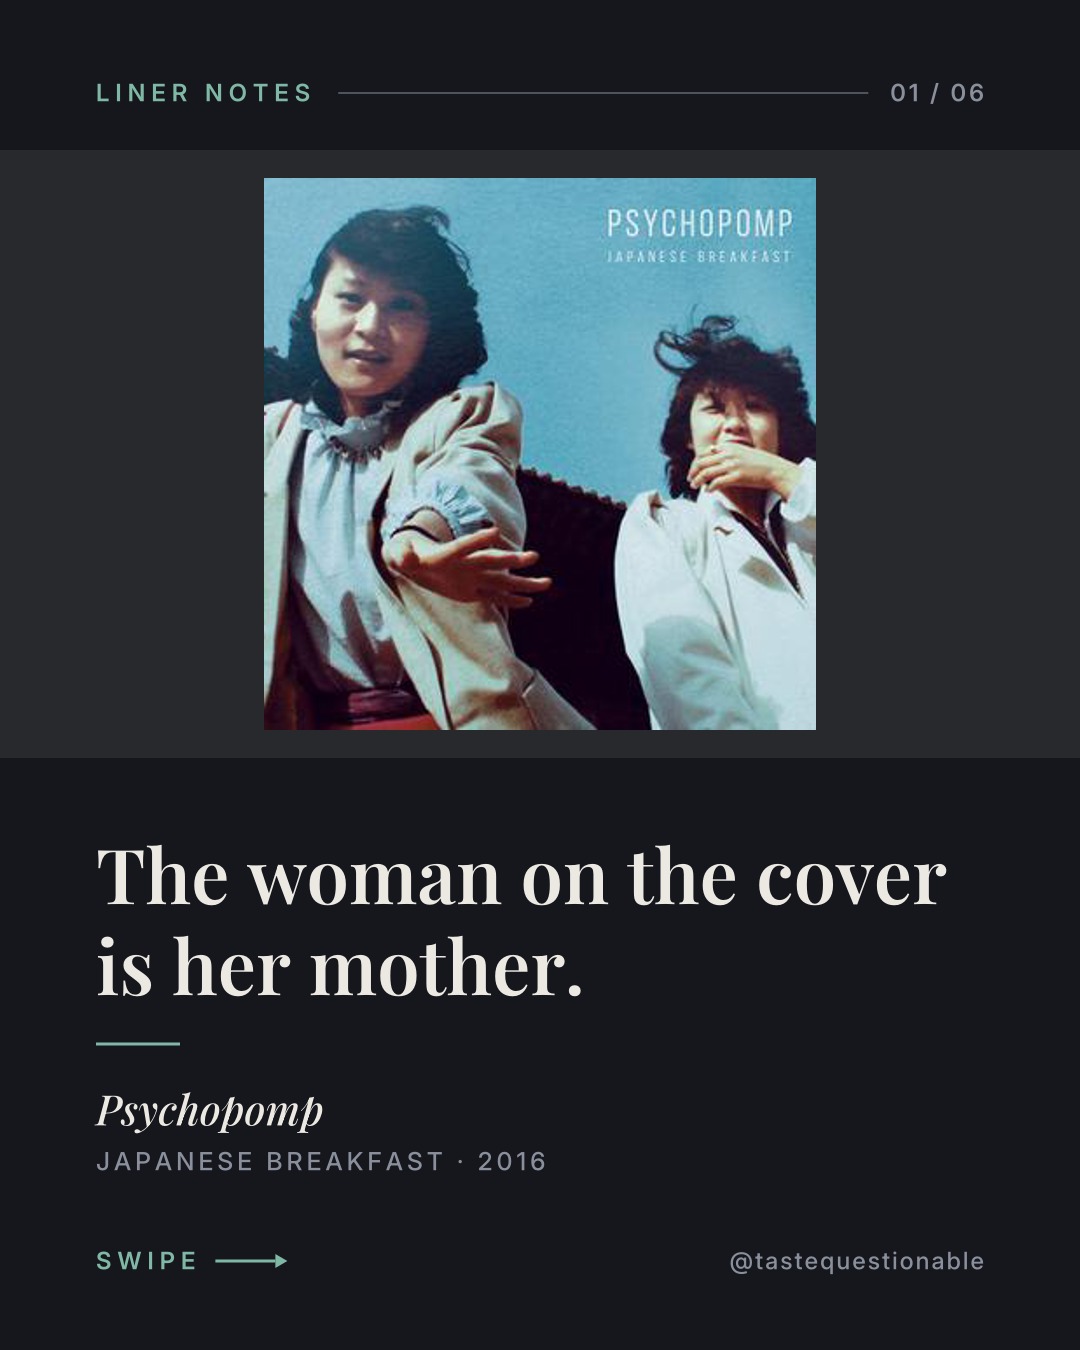 LINER NOTES
01 / 06
PSYCHOPOMP
JAPANESE BREAKFAST
The woman on the cover
is her mother.
Psychopomp
JAPANESE BREAKFAST · 2016
SWIPE
@tastequestionable